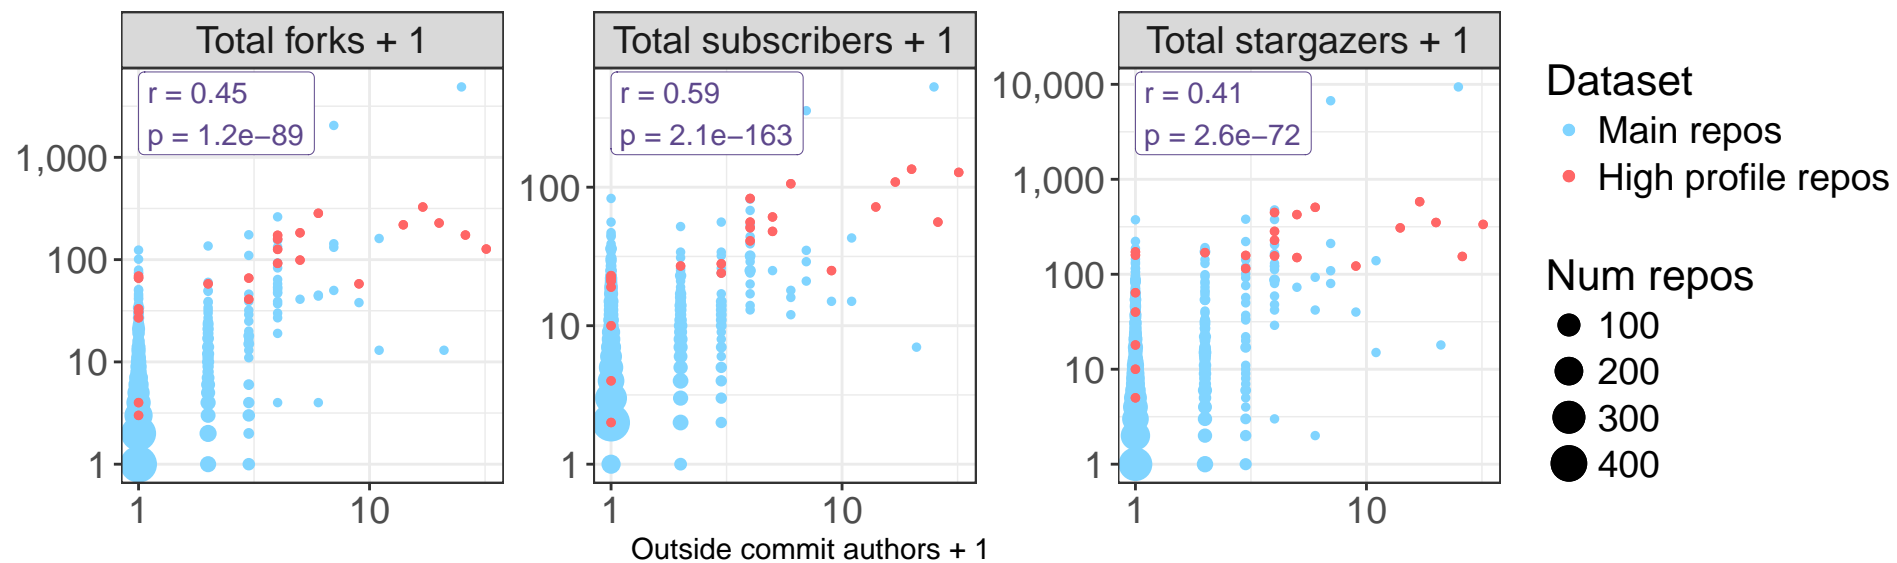 Total forks + 1
Total subscribers + 1
Total stargazers + 1
r = 0.45
p = 1.2e−89
r = 0.59
p = 2.1e−163
r = 0.41
p = 2.6e−72
1,000
100
10
1
100
10
1
10,000
1,000
100
10
1
1
10
1
10
1
10
Outside commit authors + 1
Dataset
Main repos
High profile repos
Num repos
100
200
300
400